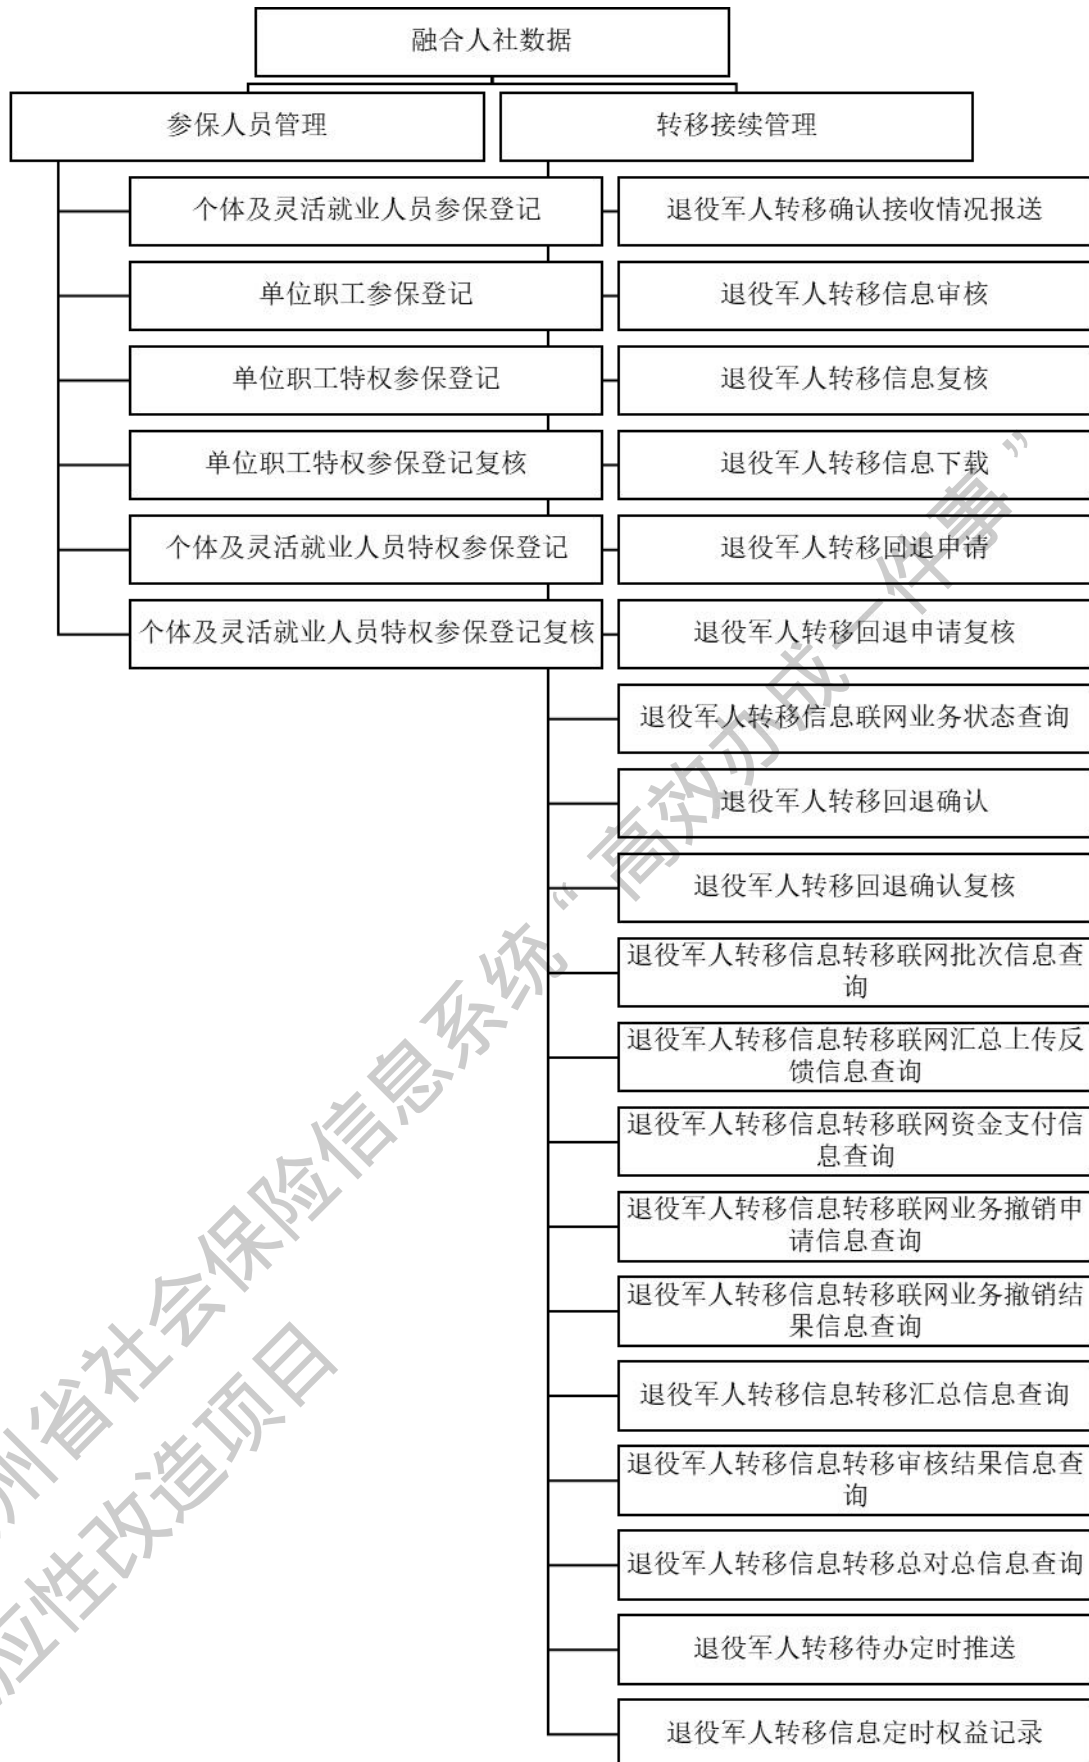 融合人社数据
参保人员管理
转移接续管理
个体及灵活就业人员参保登记
单位职工参保登记
单位职工特权参保登记
单位职工特权参保登记复核
个体及灵活就业人员特权参保登记
个体及灵活就业人员特权参保登记复核
退役军人转移确认接收情况报送
退役军人转移信息审核
退役军人转移信息复核
退役军人转移信息下载
退役军人转移回退申请
退役军人转移回退申请复核
退役军人转移信息联网业务状态查询
退役军人转移回退确认
退役军人转移回退确认复核
退役军人转移信息转移联网批次信息查
询
退役军人转移信息转移联网汇总上传反
馈信息查询
退役军人转移信息转移联网资金支付信
息查询
退役军人转移信息转移联网业务撤销申
请信息查询
退役军人转移信息转移联网业务撤销结
果信息查询
退役军人转移信息转移汇总信息查询
退役军人转移信息转移审核结果信息查
询
退役军人转移信息转移总对总信息查询
退役军人转移待办定时推送
退役军人转移信息定时权益记录
州省社会保险信息系统“高效办成一件事”
应性改造项目